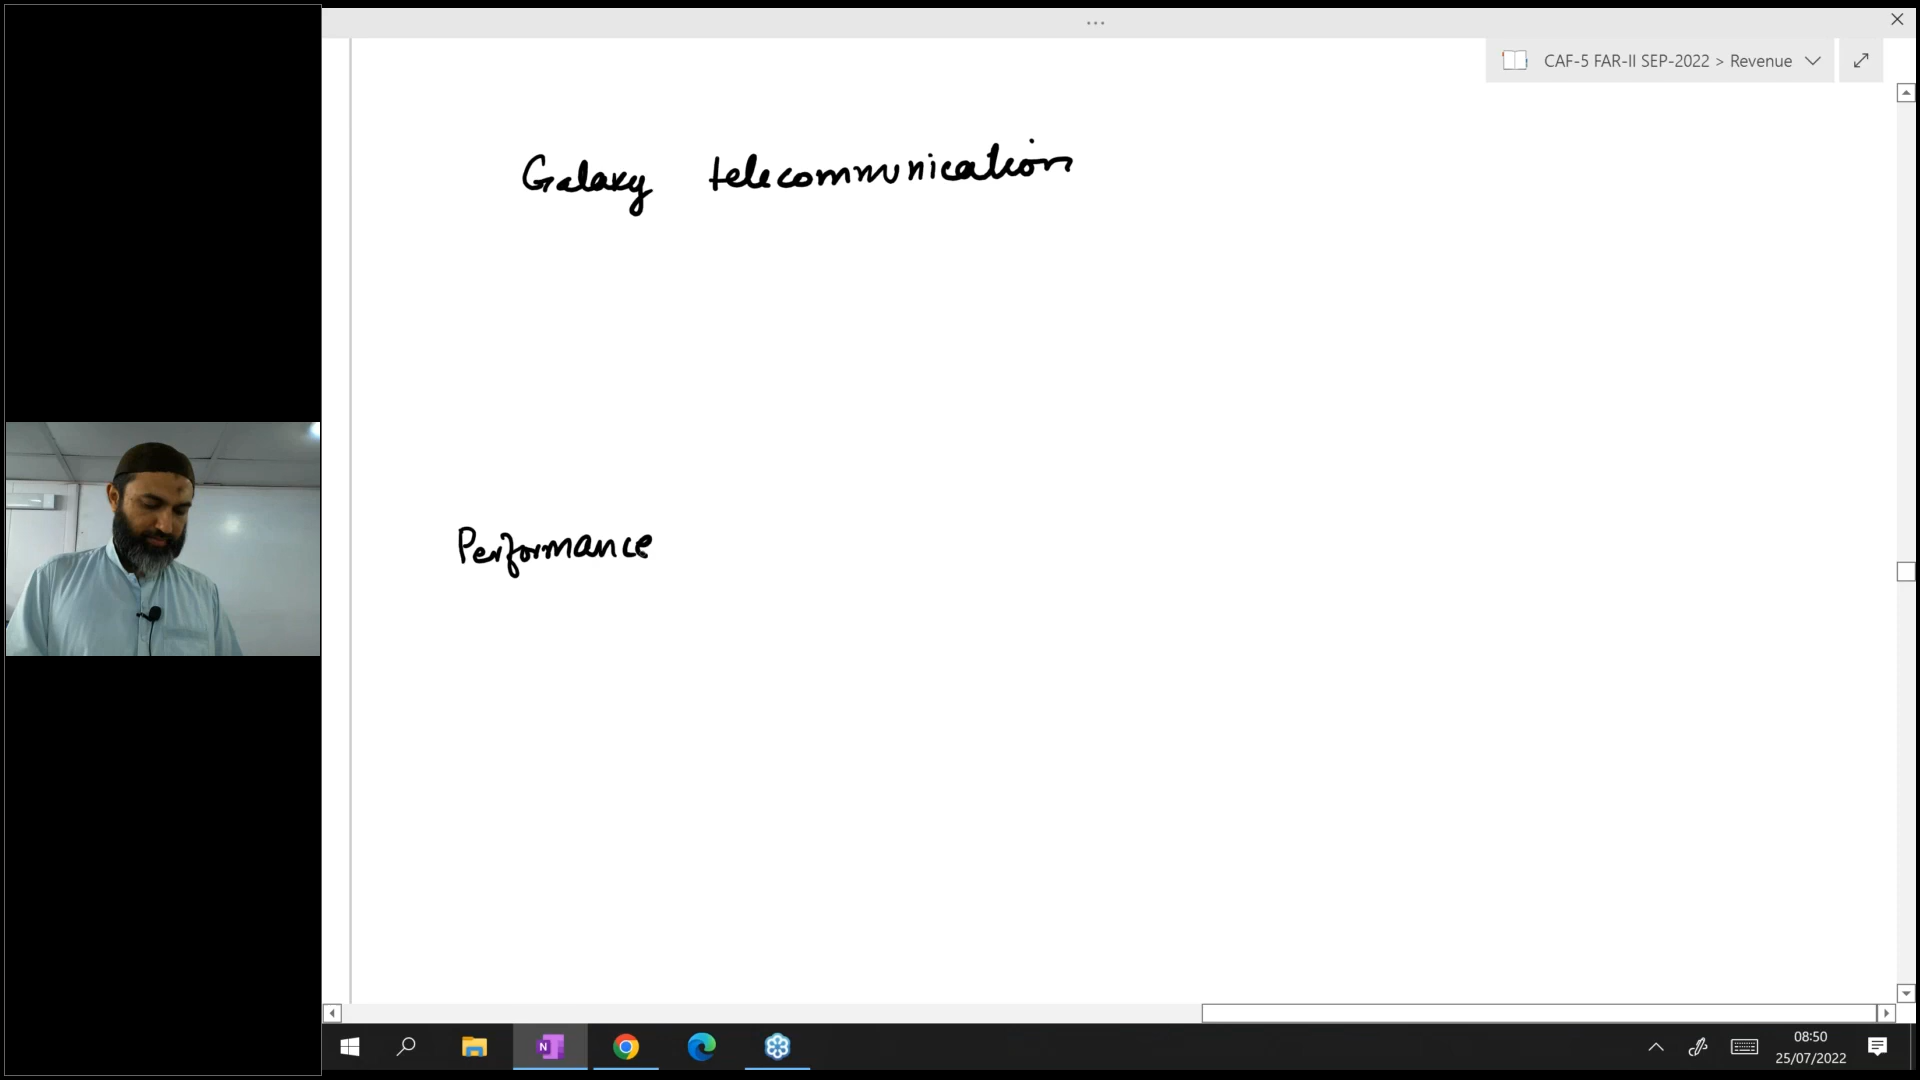 CAF-5 FAR-II SEP-2022 > Revenue
Galaxy telecommunication
Performance
08:50
25/07/2022